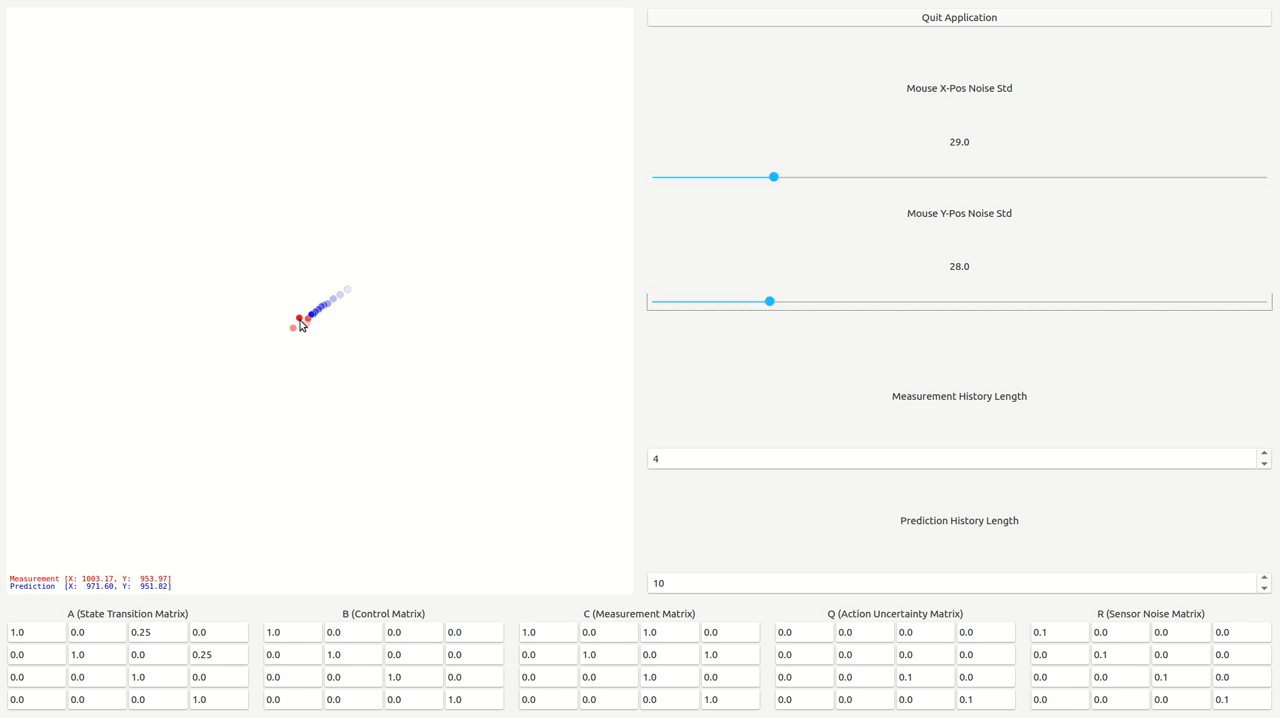 Quit Application
Mouse X-Pos Noise Std
29.0
Mouse Y-Pos Noise Std
28.0
Measurement History Length
4
Prediction History Length
10
Measurement [X: 1003.17, Y:  953.97]
Prediction  [X:  971.60, Y:  951.82]
A (State Transition Matrix) B (Control Matrix) C (Measurement Matrix) Q (Action Uncertainty Matrix) R (Sensor Noise Matrix)
1.0 0.0 0.25 0.0 1.0 0.0 0.0 0.0 1.0 0.0 1.0 0.0 0.0 0.0 0.0 0.0 0.1 0.0 0.0 0.0
0.0 1.0 0.0 0.25 0.0 1.0 0.0 0.0 0.0 1.0 0.0 1.0 0.0 0.0 0.0 0.0 0.0 0.1 0.0 0.0
0.0 0.0 1.0 0.0 0.0 0.0 1.0 0.0 0.0 0.0 1.0 0.0 0.0 0.0 0.1 0.0 0.0 0.0 0.1 0.0
0.0 0.0 0.0 1.0 0.0 0.0 0.0 1.0 0.0 0.0 0.0 1.0 0.0 0.0 0.0 0.1 0.0 0.0 0.0 0.1